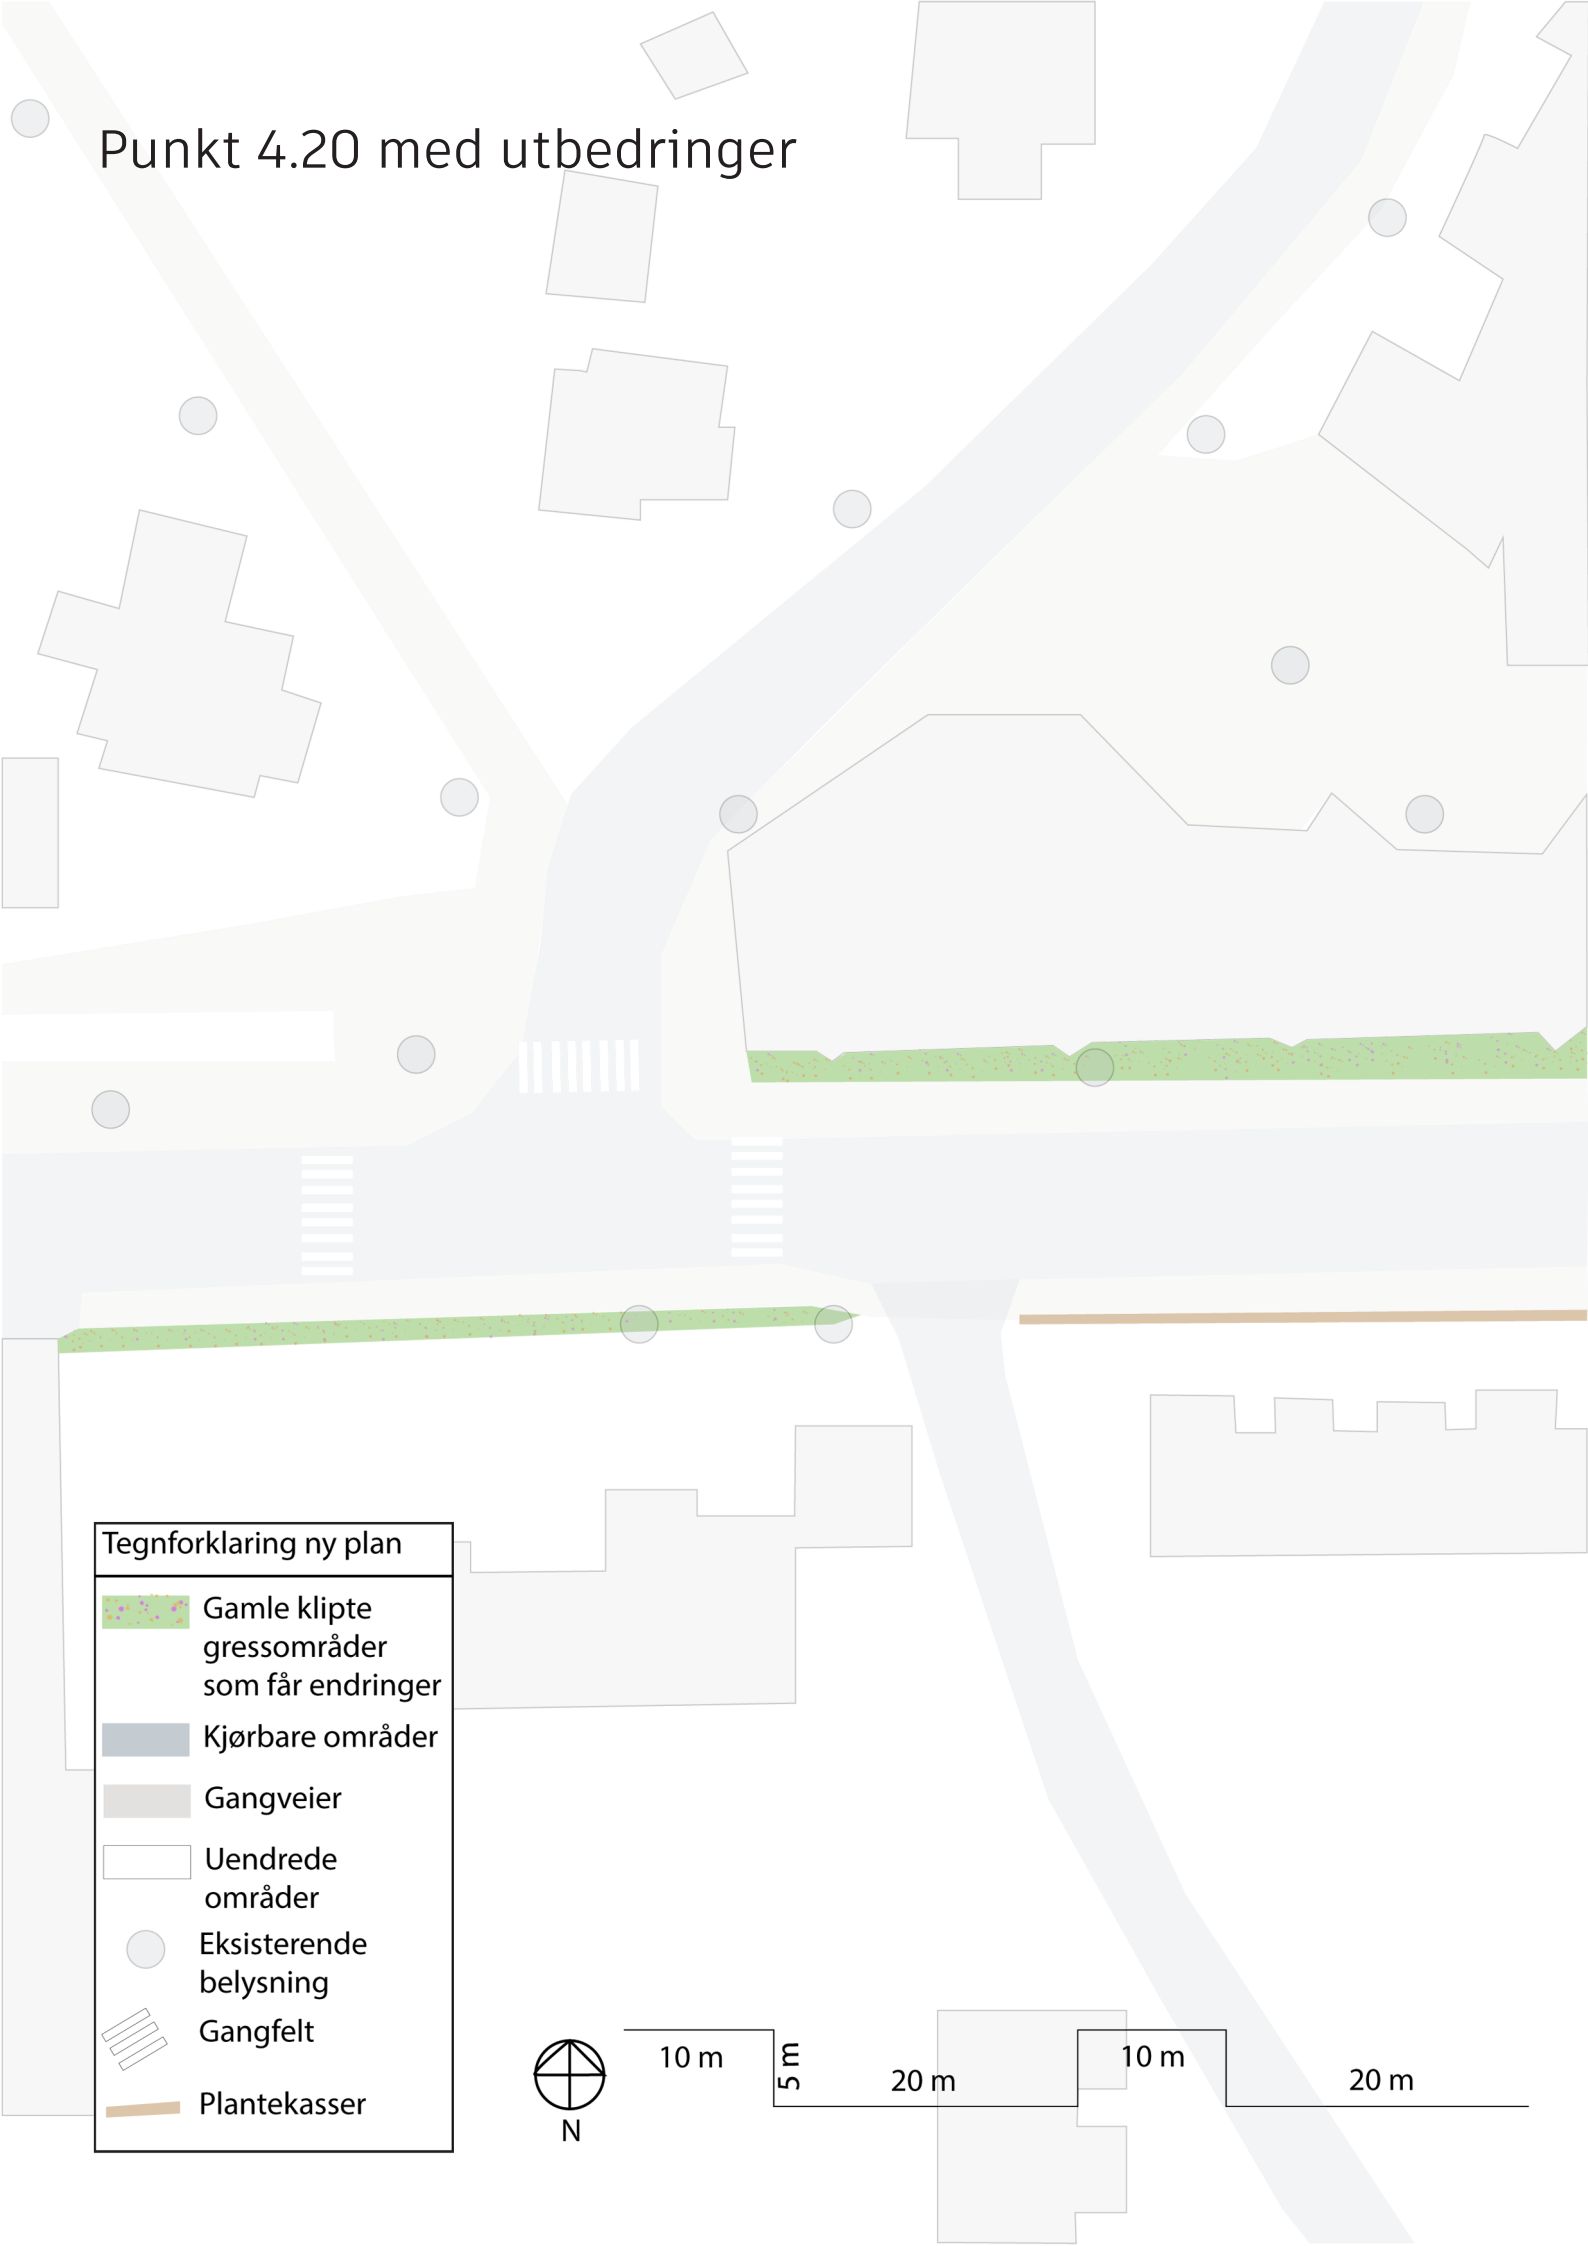 Punkt 4.20 med utbedringer
Tegnforklaring ny plan
Gamle klipte
gressområder
som får endringer
Kjørbare områder
Gangveier
Uendrede
områder
Eksisterende
belysning
Gangfelt
Plantekasser
N
10 m
5 m
20 m
10 m
20 m